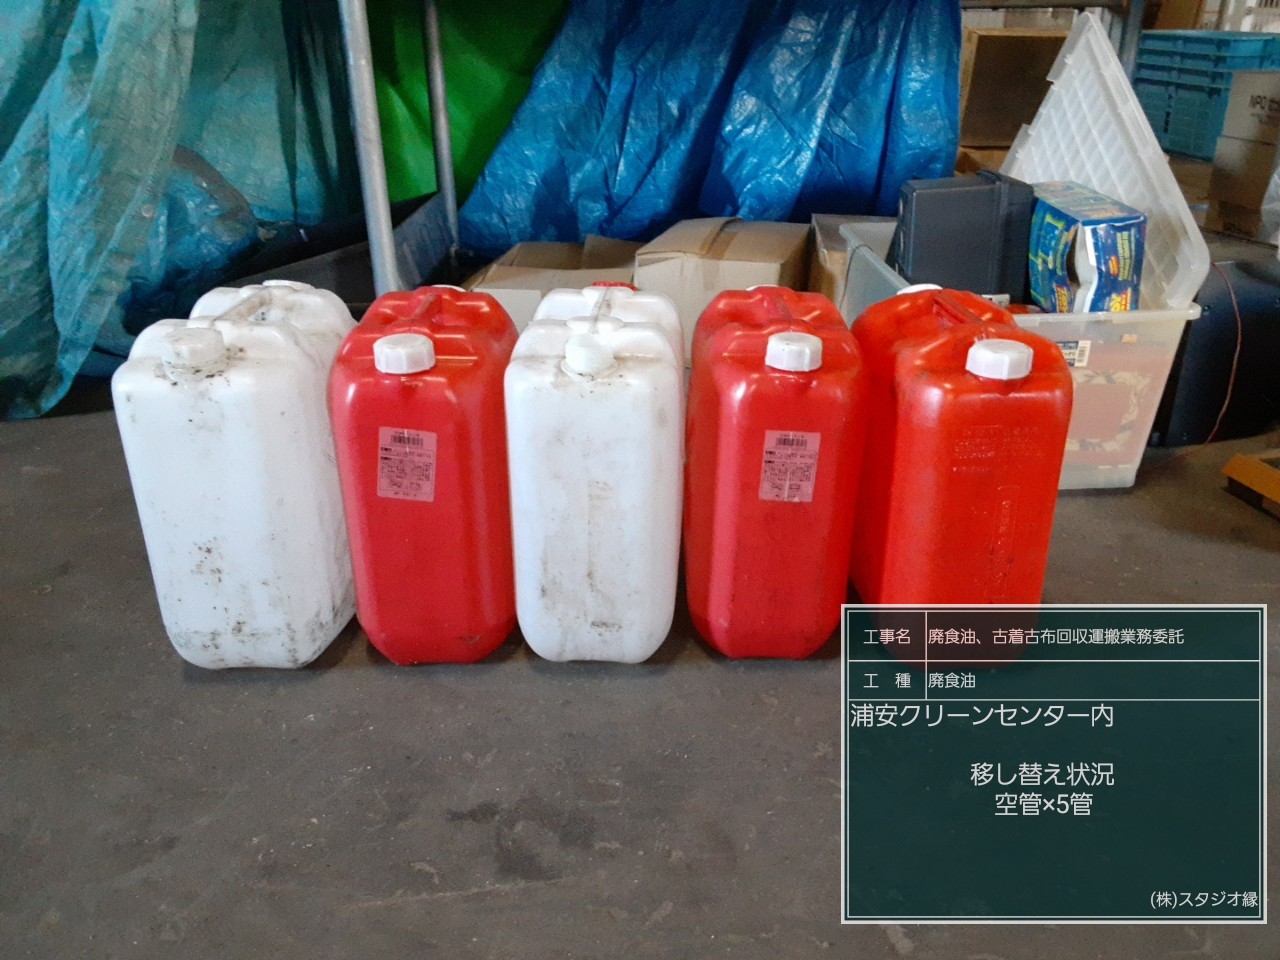 工事名 廃食油、古着古布回収運搬業務委託
工 種 廃食油
浦安クリーンセンター内
移し替え状況
空管×5管
(株)スタジオ縁